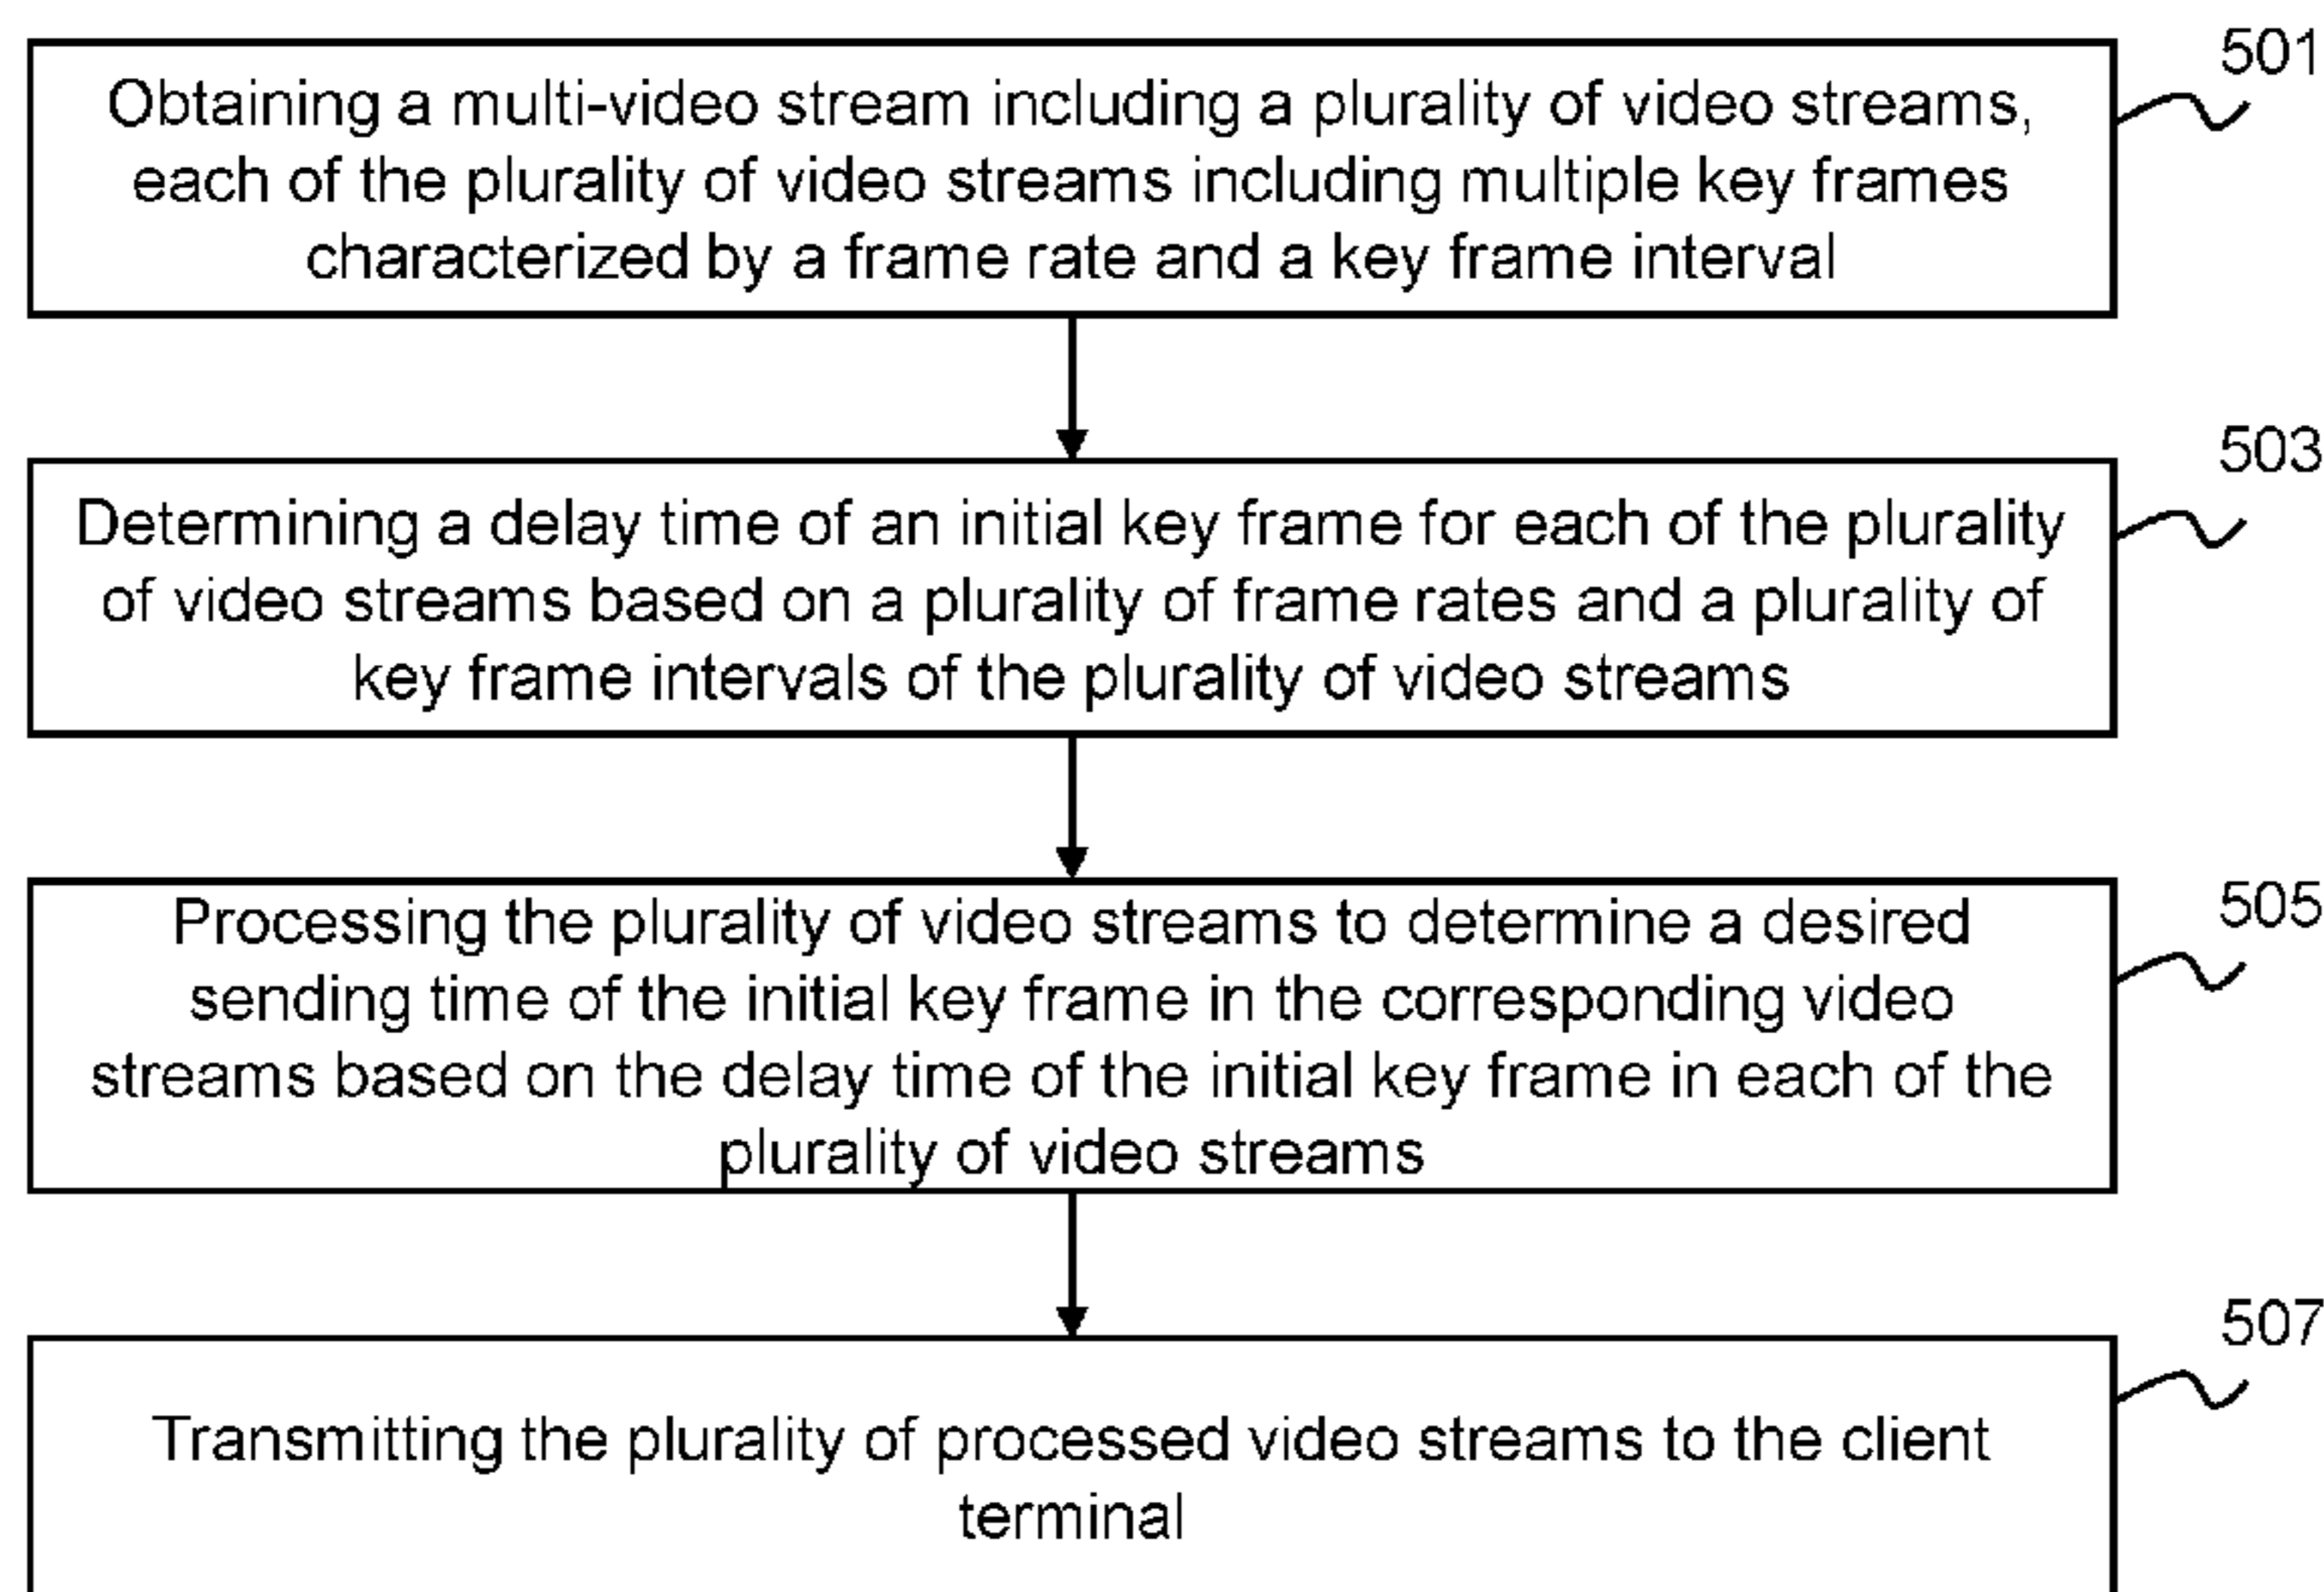 501
Obtaining a multi-video stream including a plurality of video streams,
each of the plurality of video streams including multiple key frames
characterized by a frame rate and a key frame interval
503
Determining a delay time of an initial key frame for each of the plurality
of video streams based on a plurality of frame rates and a plurality of
key frame intervals of the plurality of video streams
505
Processing the plurality of video streams to determine a desired
sending time of the initial key frame in the corresponding video
streams based on the delay time of the initial key frame in each of the
plurality of video streams
507
Transmitting the plurality of processed video streams to the client
terminal